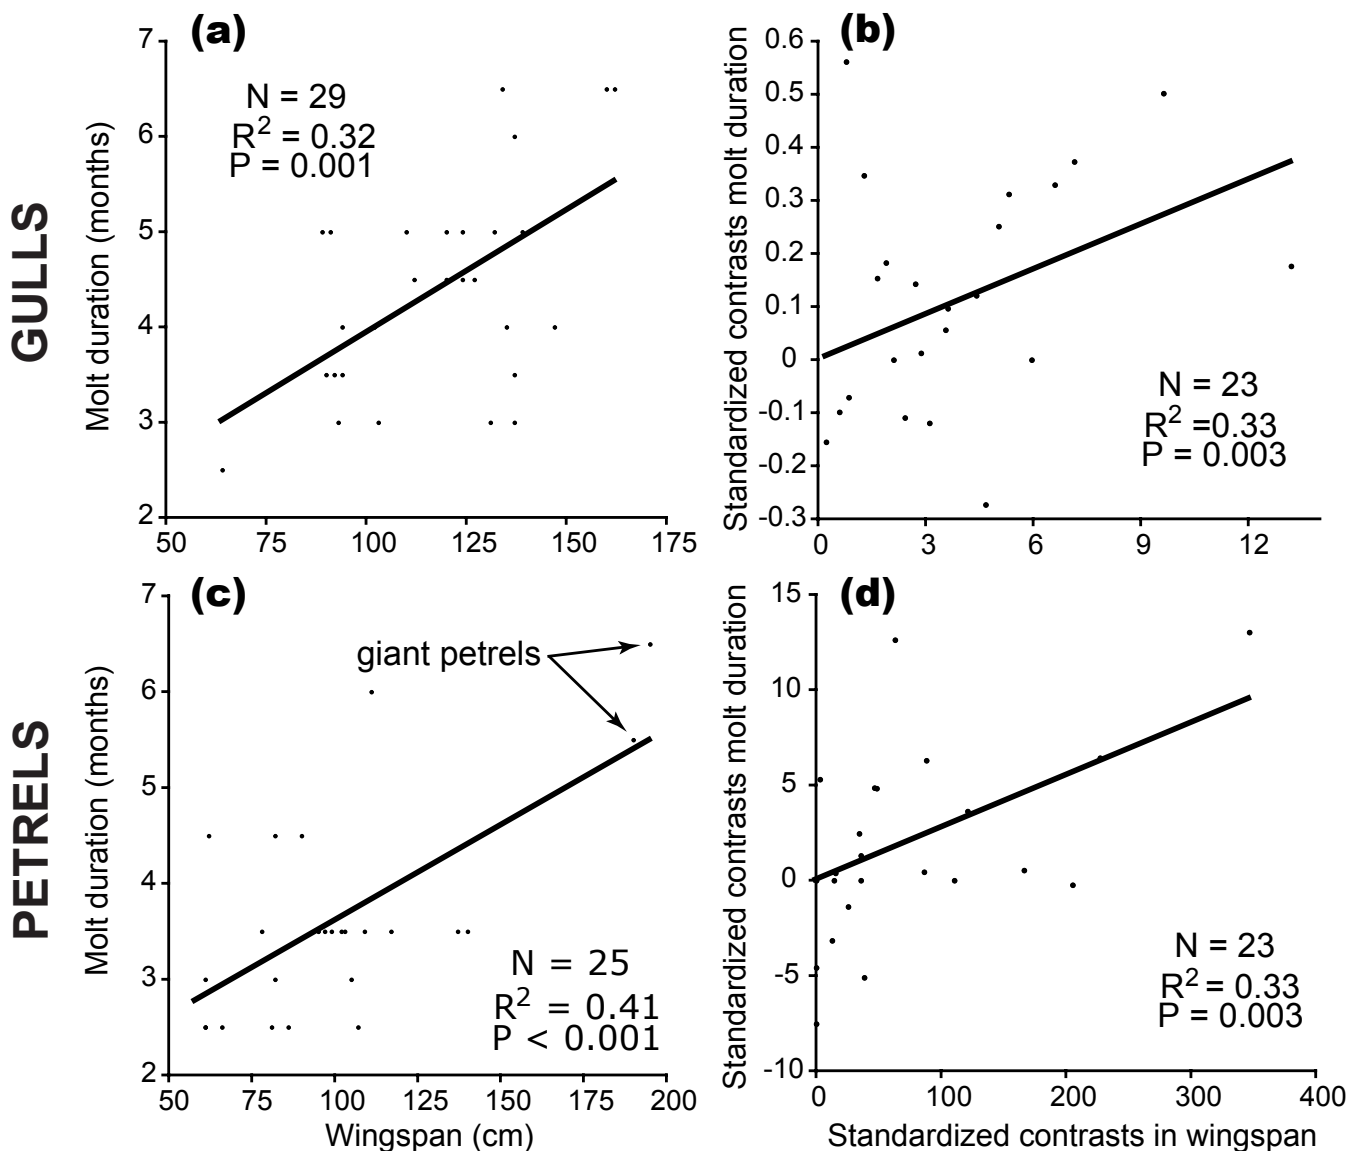 GULLS
(a)
Molt duration (months)
7
6
5
4
3
2
50 75 100 125 150 175
N = 29
R2 = 0.32
P = 0.001
(b)
Standardized contrasts molt duration
0.6
0.5
0.4
0.3
0.2
0.1
0
-0.1
-0.2
-0.3
0 3 6 9 12
N = 23
R2 =0.33
P = 0.003
PETRELS
(c)
Molt duration (months)
7
6
5
4
3
2
50 75 100 125 150 175 200
Wingspan (cm)
giant petrels
N = 25
R2 = 0.41
P < 0.001
(d)
Standardized contrasts molt duration
15
10
5
0
-5
-10
0 100 200 300 400
Standardized contrasts in wingspan
N = 23
R2 = 0.33
P = 0.003